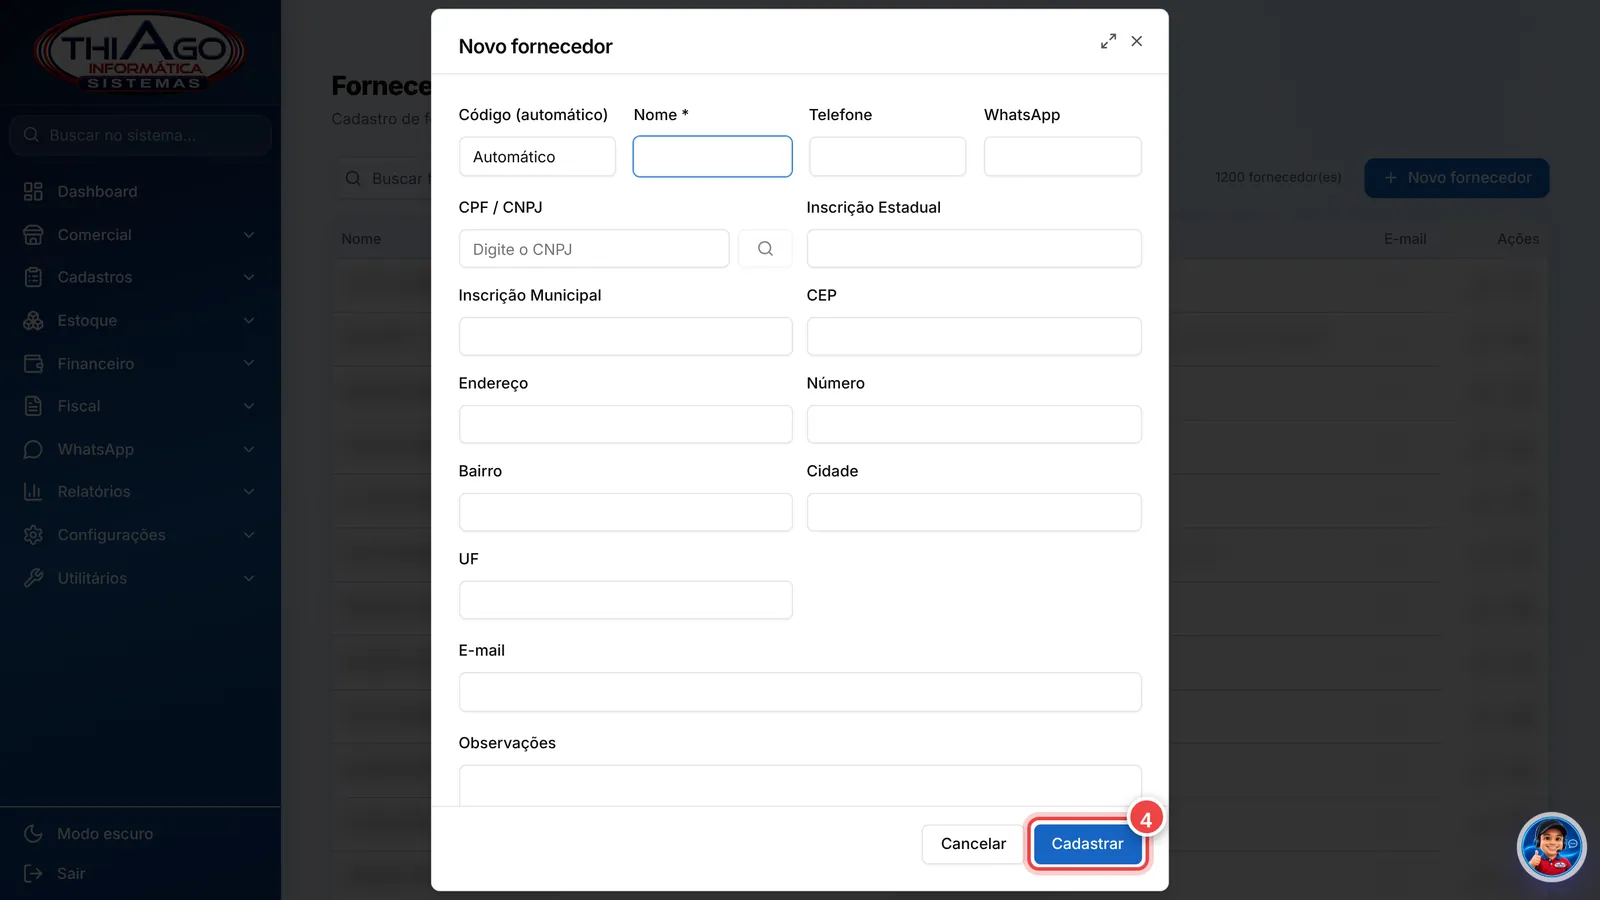 THIAGO
INFORMÁTICA
SISTEMAS
Buscar no sistema...
Dashboard
Comercial
Cadastros
Estoque
Financeiro
Fiscal
WhatsApp
Relatórios
Configurações
Utilitários
Modo escuro
Sair
Fornece
Cadastro de f
Buscar f
1200 fornecedor(es)
+ Novo fornecedor
Nome
E-mail
Ações
Novo fornecedor
Código (automático)
Nome *
Telefone
WhatsApp
Automático
CPF / CNPJ
Inscrição Estadual
Digite o CNPJ
Inscrição Municipal
CEP
Endereço
Número
Bairro
Cidade
UF
E-mail
Observações
Cancelar
Cadastrar
4